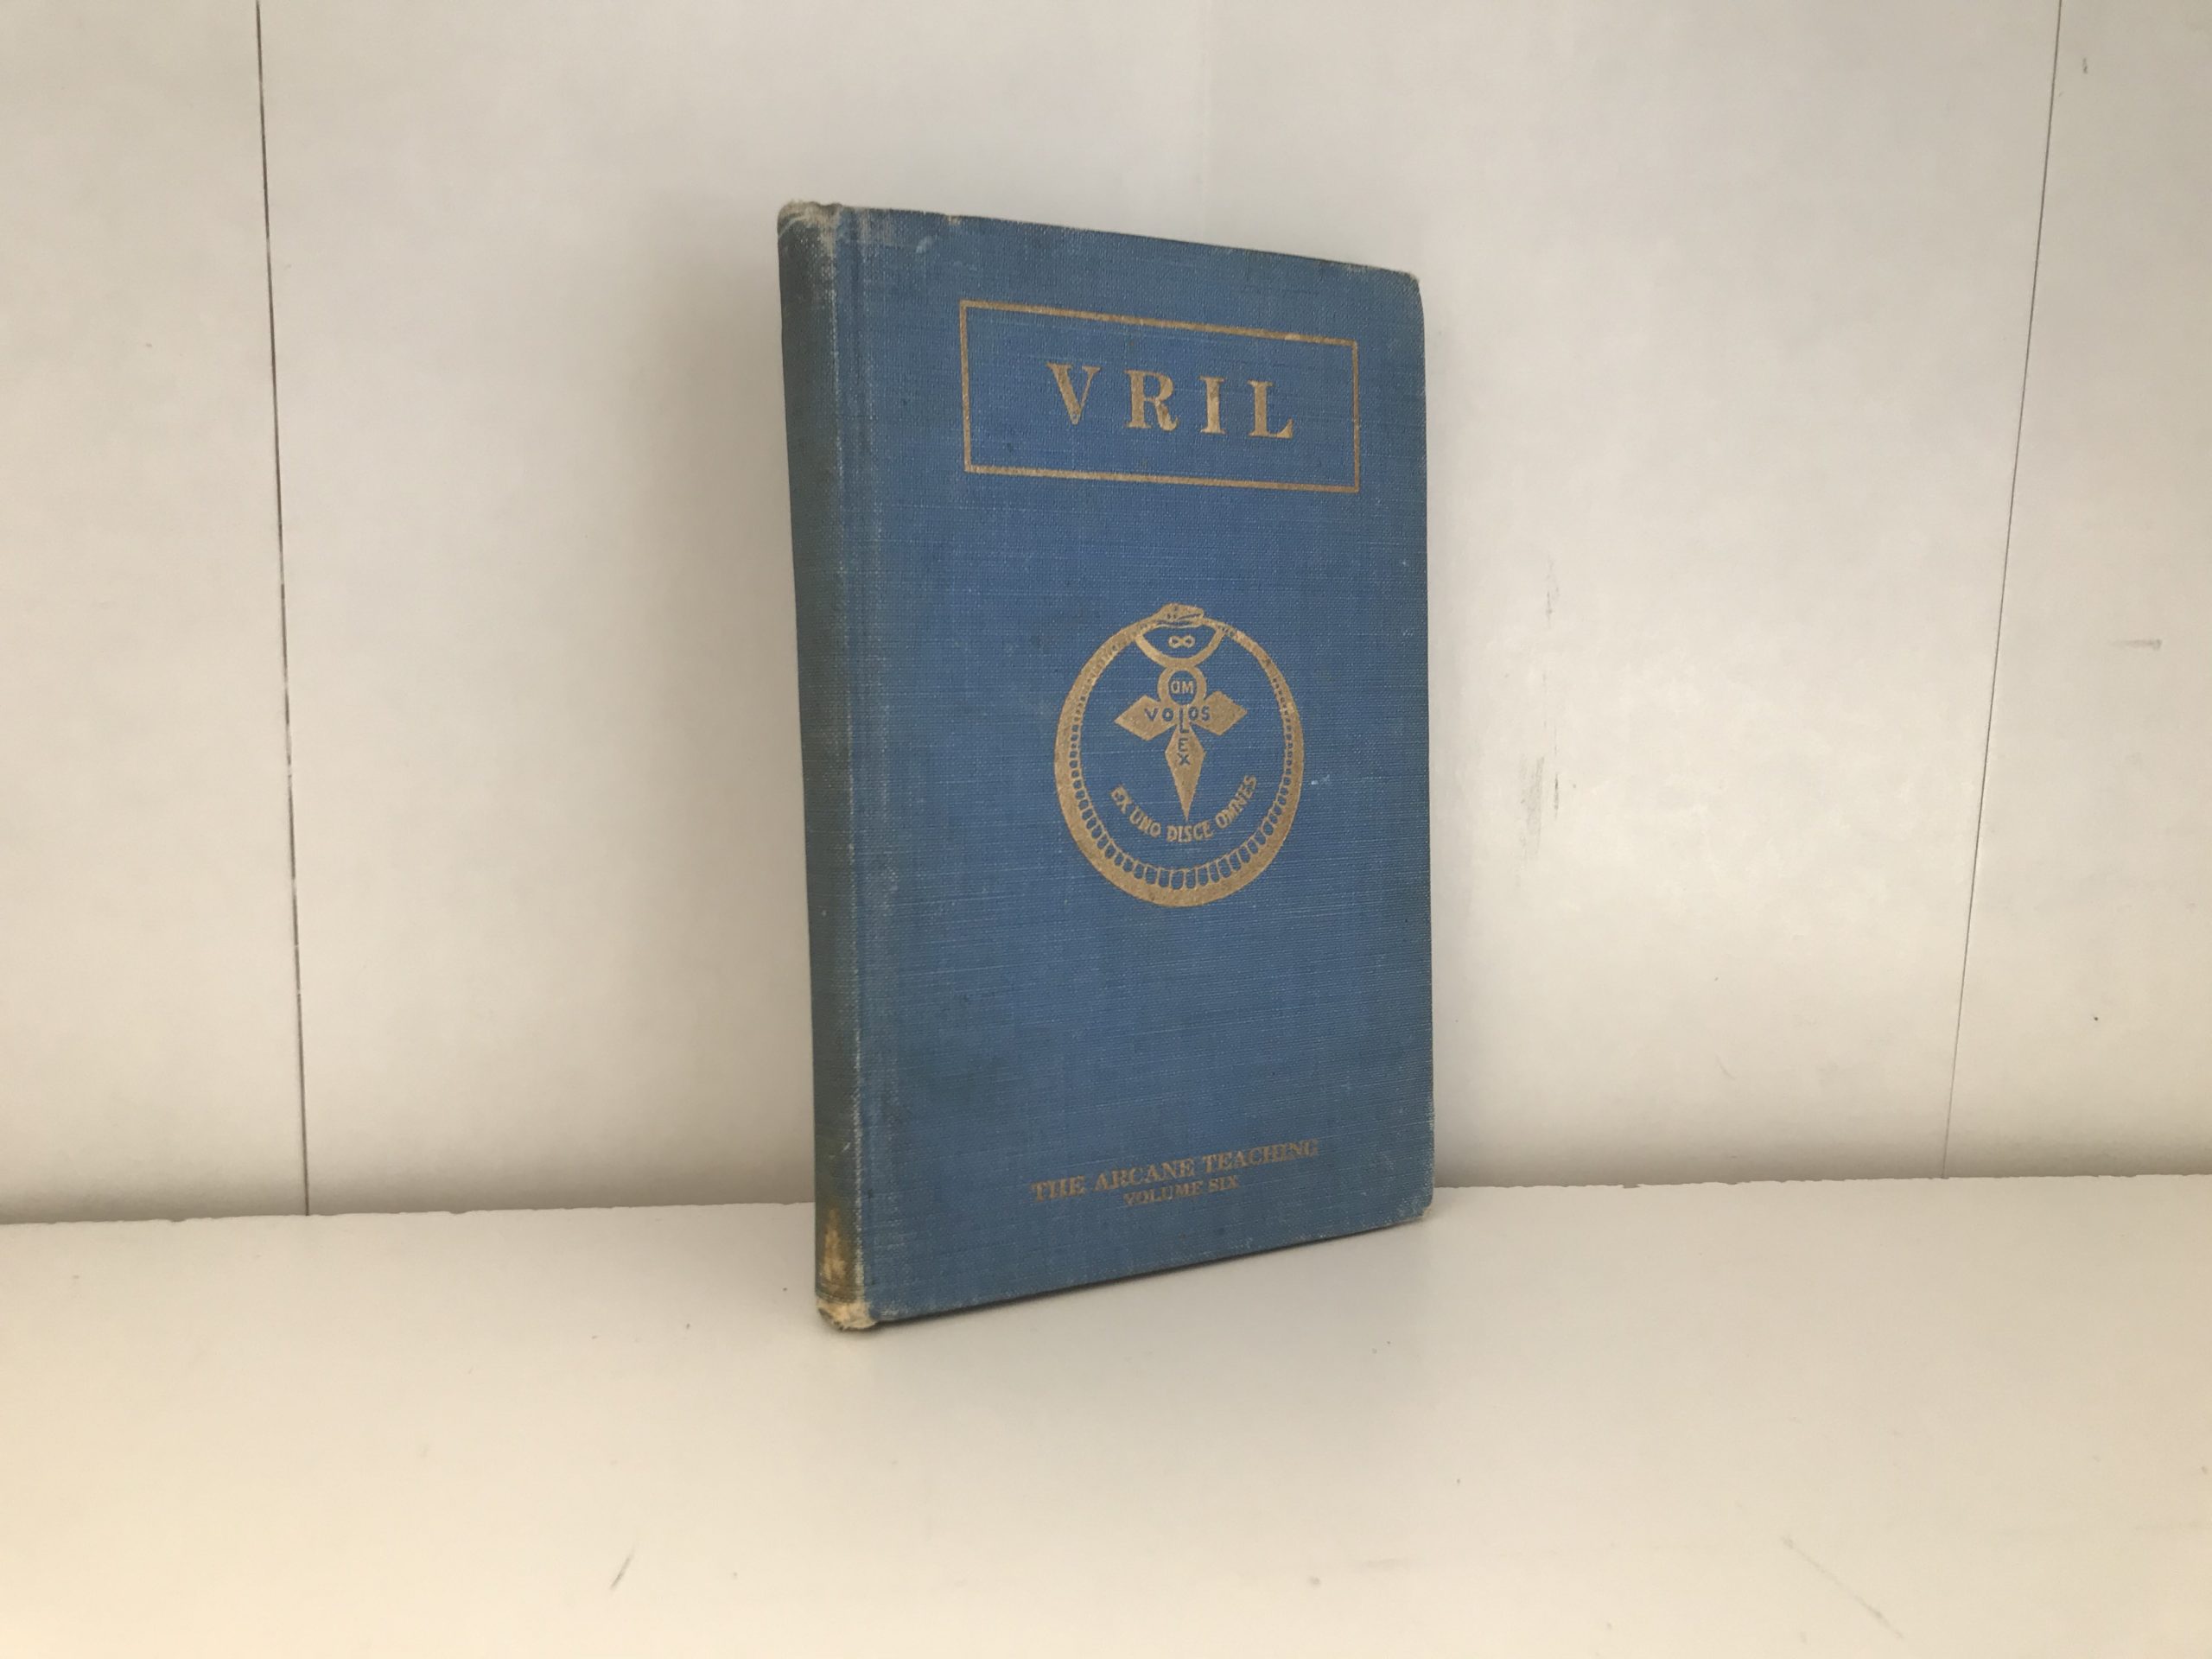 VRIL
∞
OM
VOLOS
LEX
EX UNO DISCE OMNES
THE ARCANE TEACHING
VOLUME SIX